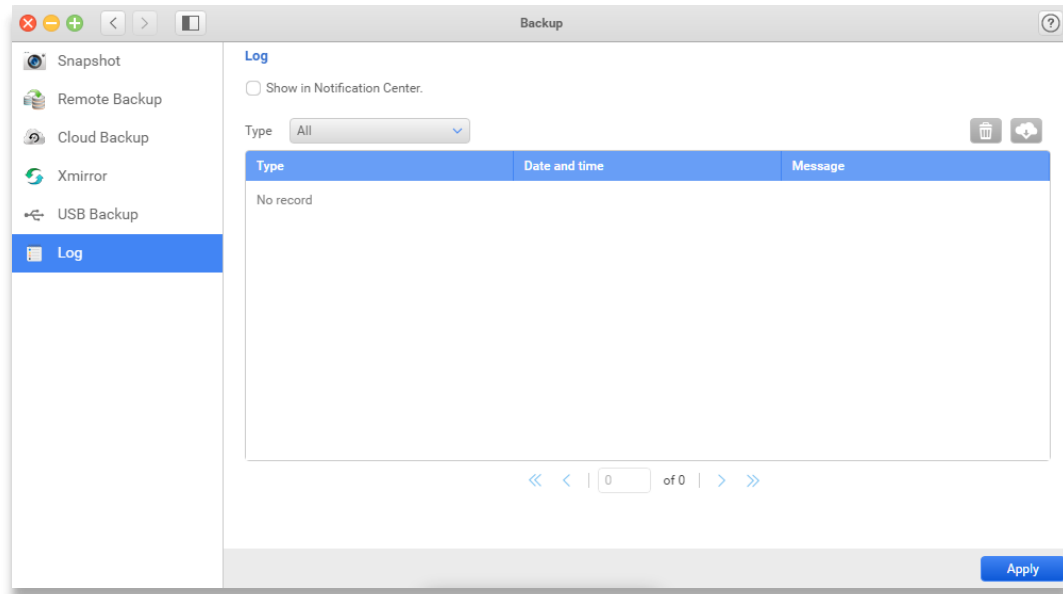 Backup
?
Snapshot
Remote Backup
Cloud Backup
Xmirror
USB Backup
Log
Log
Show in Notification Center.
Type All
Type Date and time Message
No record
0 of 0
Apply